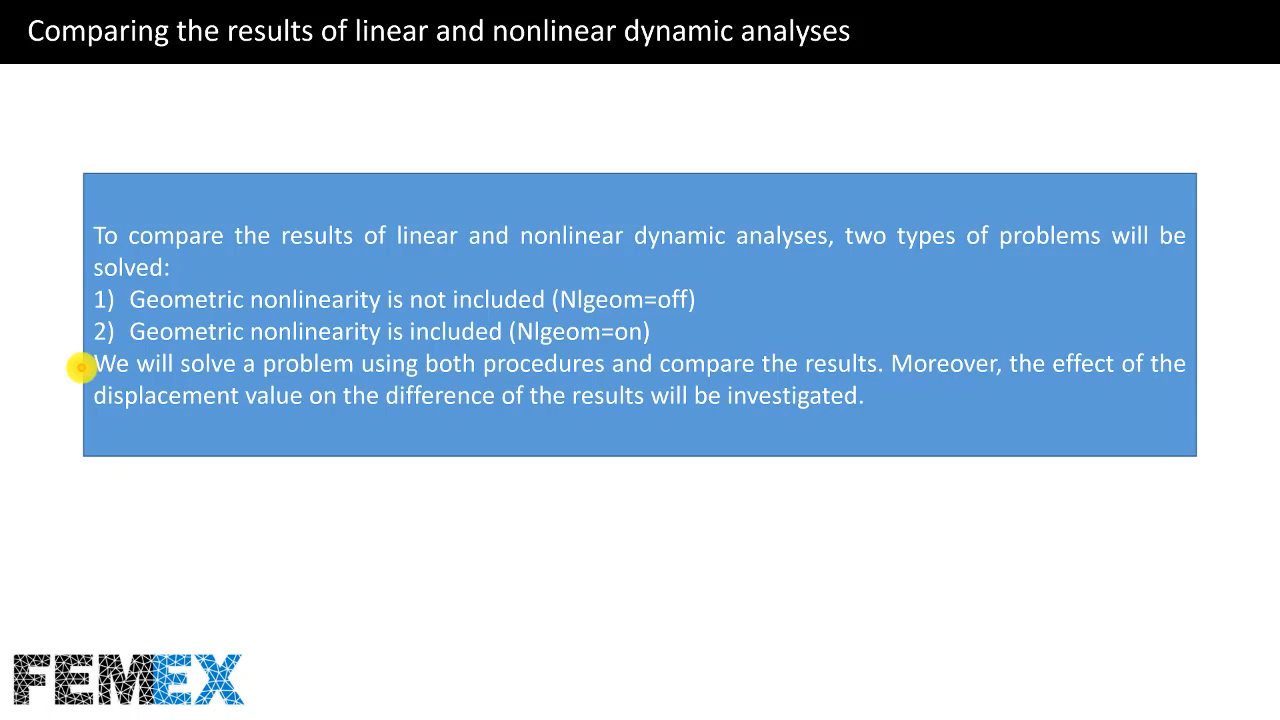 Comparing the results of linear and nonlinear dynamic analyses
To compare the results of linear and nonlinear dynamic analyses, two types of problems will be
solved:
1) Geometric nonlinearity is not included (Nlgeom=off)
2) Geometric nonlinearity is included (Nlgeom=on)
We will solve a problem using both procedures and compare the results. Moreover, the effect of the
displacement value on the difference of the results will be investigated.
FEMEX